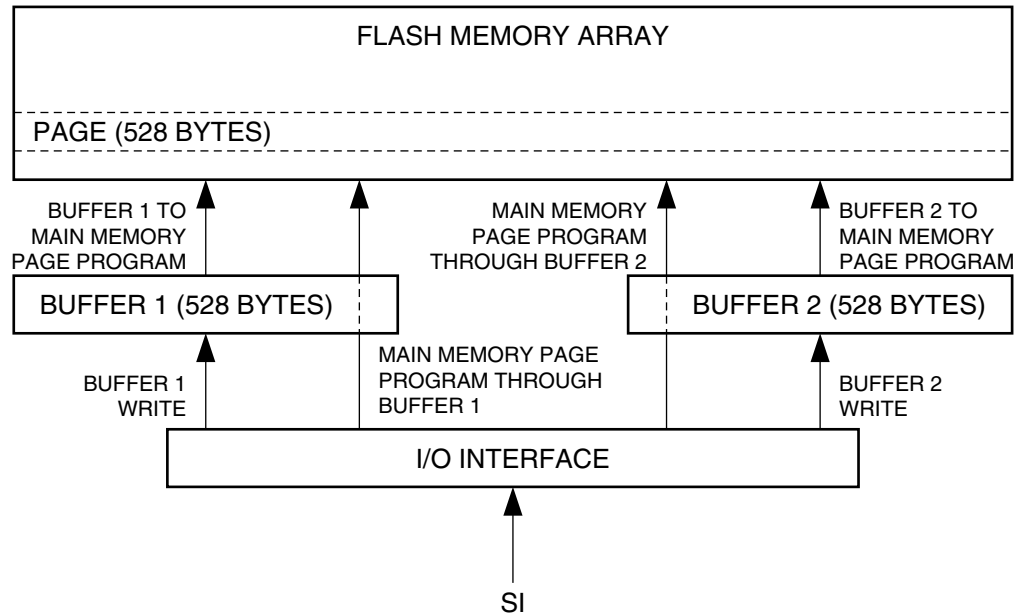 FLASH MEMORY ARRAY
PAGE (528 BYTES)
BUFFER 1 TO
MAIN MEMORY
PAGE PROGRAM
MAIN MEMORY
PAGE PROGRAM
THROUGH BUFFER 2
BUFFER 2 TO
MAIN MEMORY
PAGE PROGRAM
BUFFER 1 (528 BYTES)
BUFFER 2 (528 BYTES)
BUFFER 1
WRITE
MAIN MEMORY PAGE
PROGRAM THROUGH
BUFFER 1
BUFFER 2
WRITE
I/O INTERFACE
SI